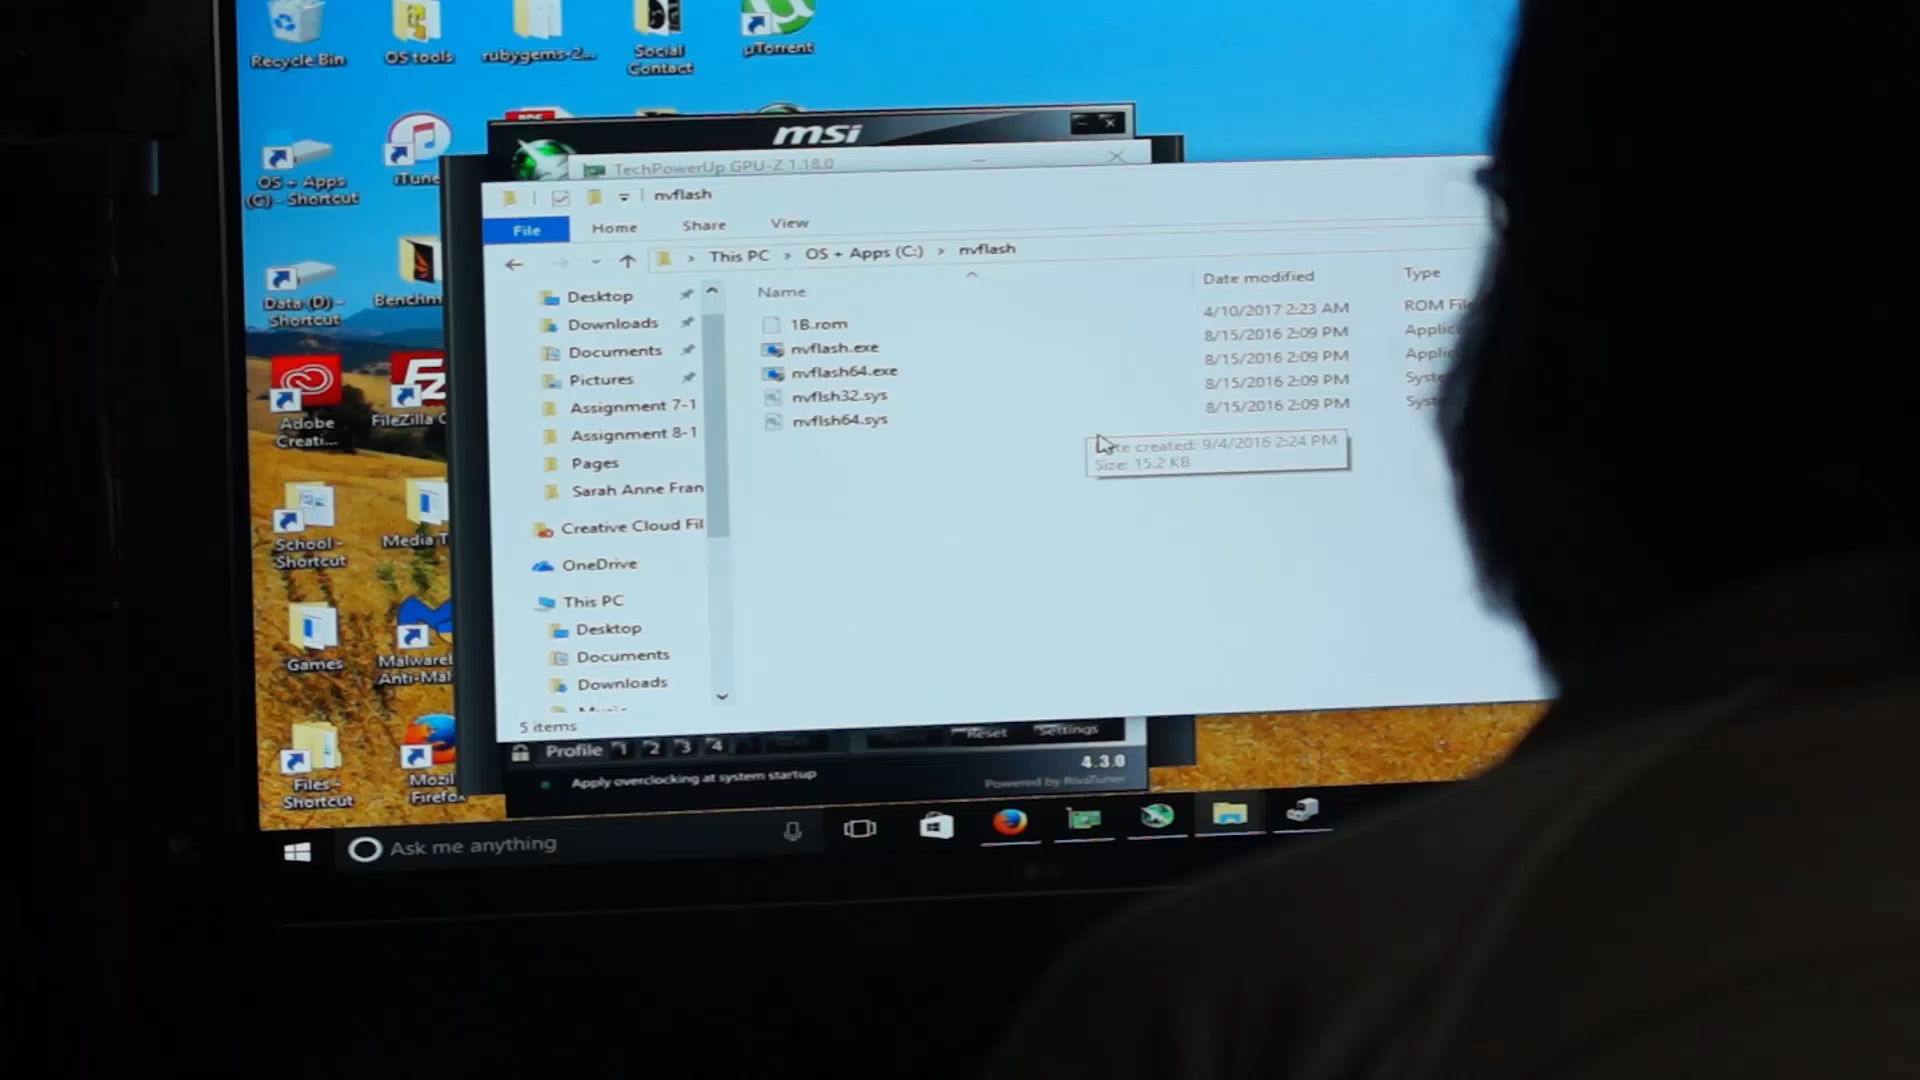 Recycle Bin
OS tools
rubygems-2...
Social
Contact
µTorrent
OS + Apps
(C) - Shortcut
iTune
Data (D) -
Shortcut
Benchm
Adobe
Creati...
FileZilla C
School -
Shortcut
Media T
Games
Malwareb
Anti-Mal
Files -
Shortcut
Mozil
Firefox
msi
TechPowerUp GPU-Z 1.18.0
nvflash
File Home Share View
This PC > OS + Apps (C:) > nvflash
Name Date modified Type
1B.rom 4/10/2017 2:23 AM ROM File
nvflash.exe 8/15/2016 2:09 PM Applic
nvflash64.exe 8/15/2016 2:09 PM Applic
nvflsh32.sys 8/15/2016 2:09 PM Syste
nvflsh64.sys 8/15/2016 2:09 PM Syst
te created: 9/4/2016 2:24 PM
Size: 15.2 KB
Desktop
Downloads
Documents
Pictures
Assignment 7-1
Assignment 8-1
Pages
Sarah Anne Fran
Creative Cloud Fil
OneDrive
This PC
Desktop
Documents
Downloads
Music
5 items
Profile 1 2 3 4
Reset Settings
Apply overclocking at system startup
4.3.0
Powered by RivaTuner
Ask me anything